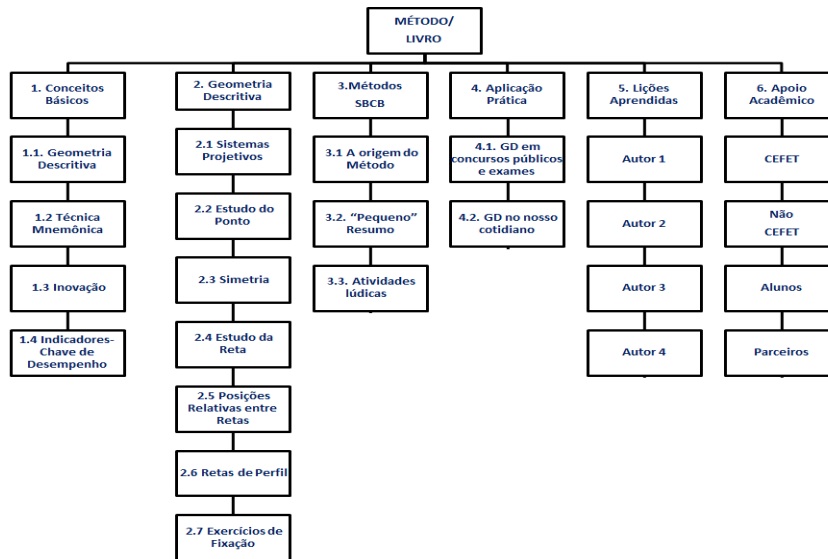 MÉTODO/
LIVRO
1. Conceitos
Básicos
1.1. Geometria
Descritiva
1.2 Técnica
Mnemônica
1.3 Inovação
1.4 Indicadores-
Chave de
Desempenho
2. Geometria
Descritiva
2.1 Sistemas
Projetivos
2.2 Estudo do
Ponto
2.3 Simetria
2.4 Estudo da
Reta
2.5 Posições
Relativas entre
Retas
2.6 Retas de Perfil
2.7 Exercícios de
Fixação
3.Métodos
SBCB
3.1 A origem do
Método
3.2. “Pequeno”
Resumo
3.3. Atividades
lúdicas
4. Aplicação
Prática
4.1. GD em
concursos públicos
e exames
4.2. GD no nosso
cotidiano
5. Lições
Aprendidas
Autor 1
Autor 2
Autor 3
Autor 4
6. Apoio
Acadêmico
CEFET
Não
CEFET
Alunos
Parceiros